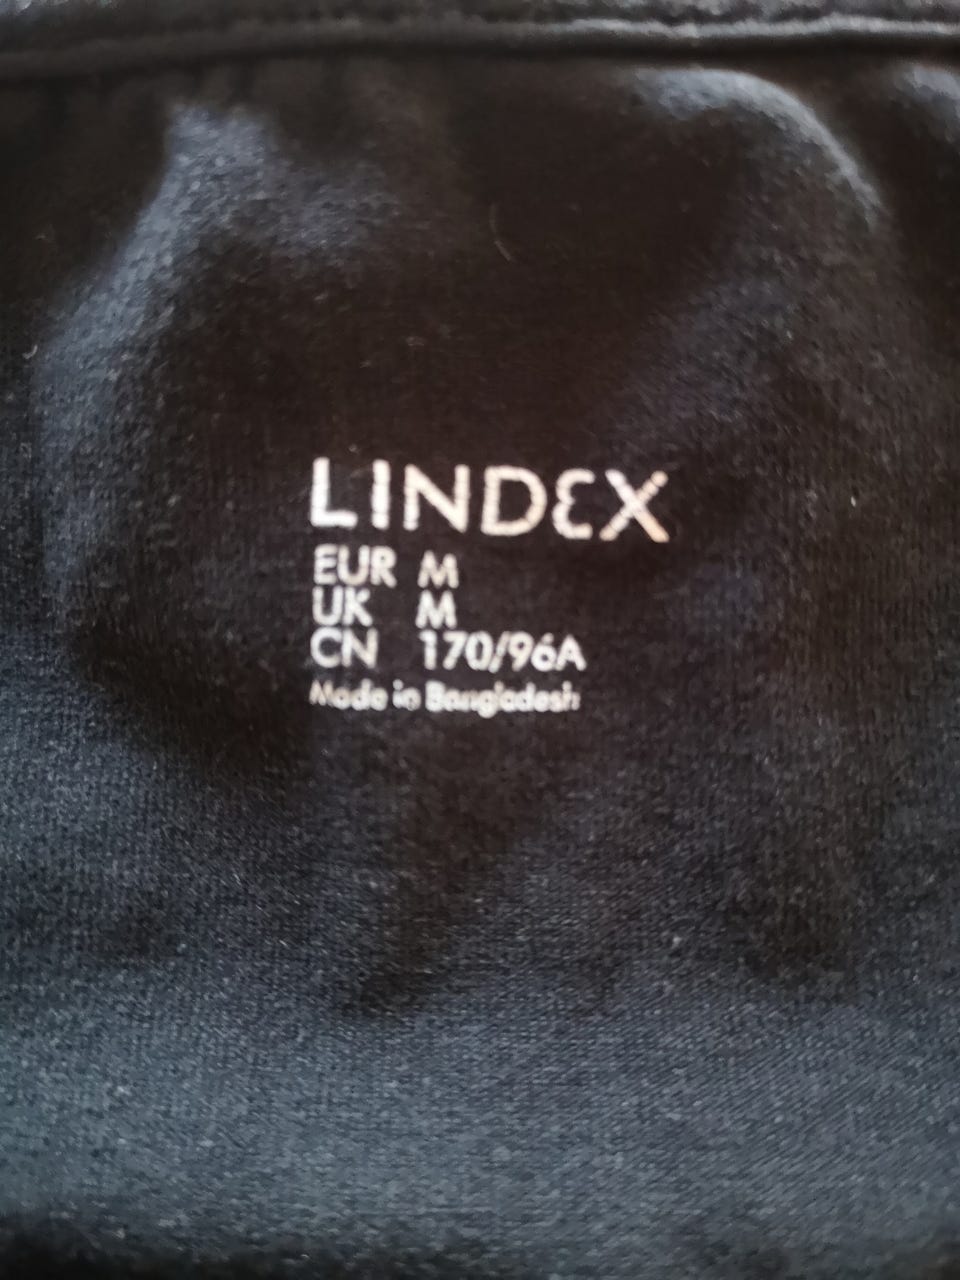 LINDEX
EUR M
UK M
CN 170/96A
Made in Bangladesh